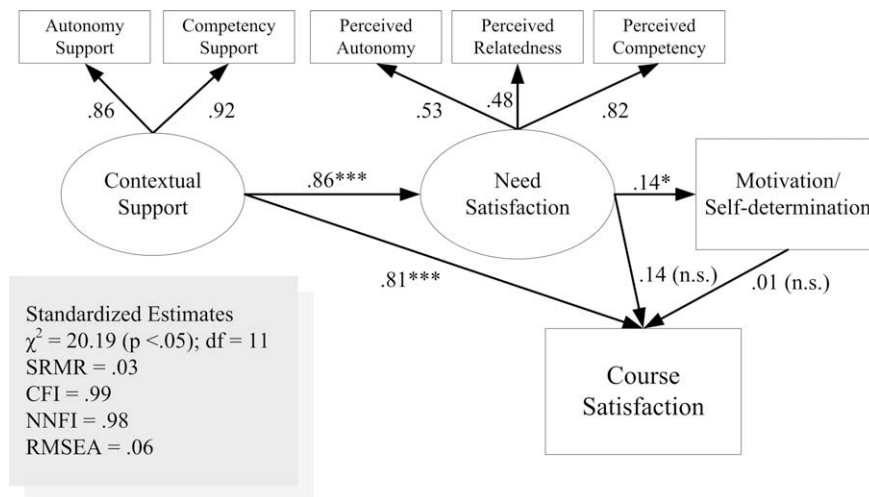 Autonomy
Support
Competency
Support
Perceived
Autonomy
Perceived
Relatedness
Perceived
Competency
.86
.92
.53
.48
.82
Contextual
Support
.86***
Need
Satisfaction
.14*
Motivation/
Self-determination
.81***
.14 (n.s.)
.01 (n.s.)
Standardized Estimates
χ² = 20.19 (p <.05); df = 11
SRMR = .03
CFI = .99
NNFI = .98
RMSEA = .06
Course
Satisfaction